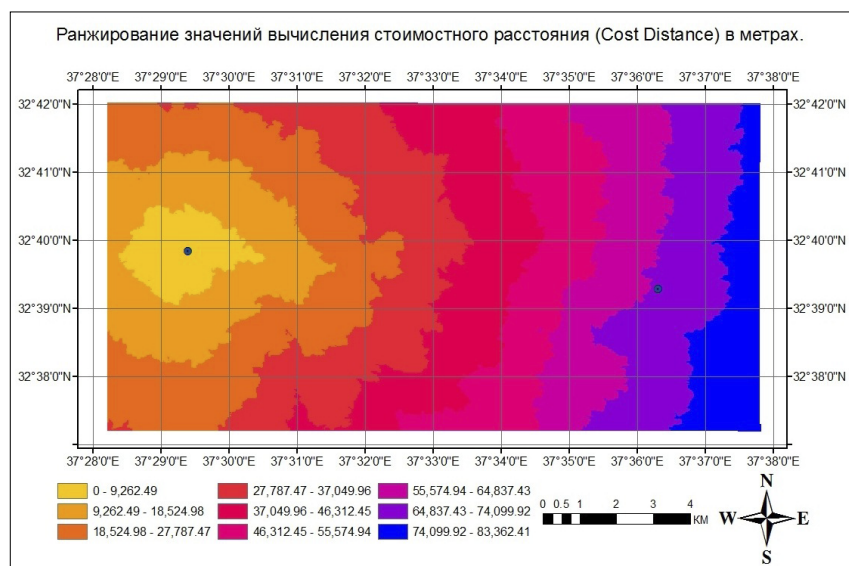 Ранжирование значений вычисления стоимостного расстояния (Cost Distance) в метрах.
37°28'0"E 37°29'0"E 37°30'0"E 37°31'0"E 37°32'0"E 37°33'0"E 37°34'0"E 37°35'0"E 37°36'0"E 37°37'0"E 37°38'0"E
32°42'0"N 32°42'0"N
32°41'0"N 32°41'0"N
32°40'0"N 32°40'0"N
32°39'0"N 32°39'0"N
32°38'0"N 32°38'0"N
37°28'0"E 37°29'0"E 37°30'0"E 37°31'0"E 37°32'0"E 37°33'0"E 37°34'0"E 37°35'0"E 37°36'0"E 37°37'0"E 37°38'0"E
0 - 9,262.49
9,262.49 - 18,524.98
18,524.98 - 27,787.47
27,787.47 - 37,049.96
37,049.96 - 46,312.45
46,312.45 - 55,574.94
55,574.94 - 64,837.43
64,837.43 - 74,099.92
74,099.92 - 83,362.41
0 0.5 1 2 3 4
КМ
N
W E
S